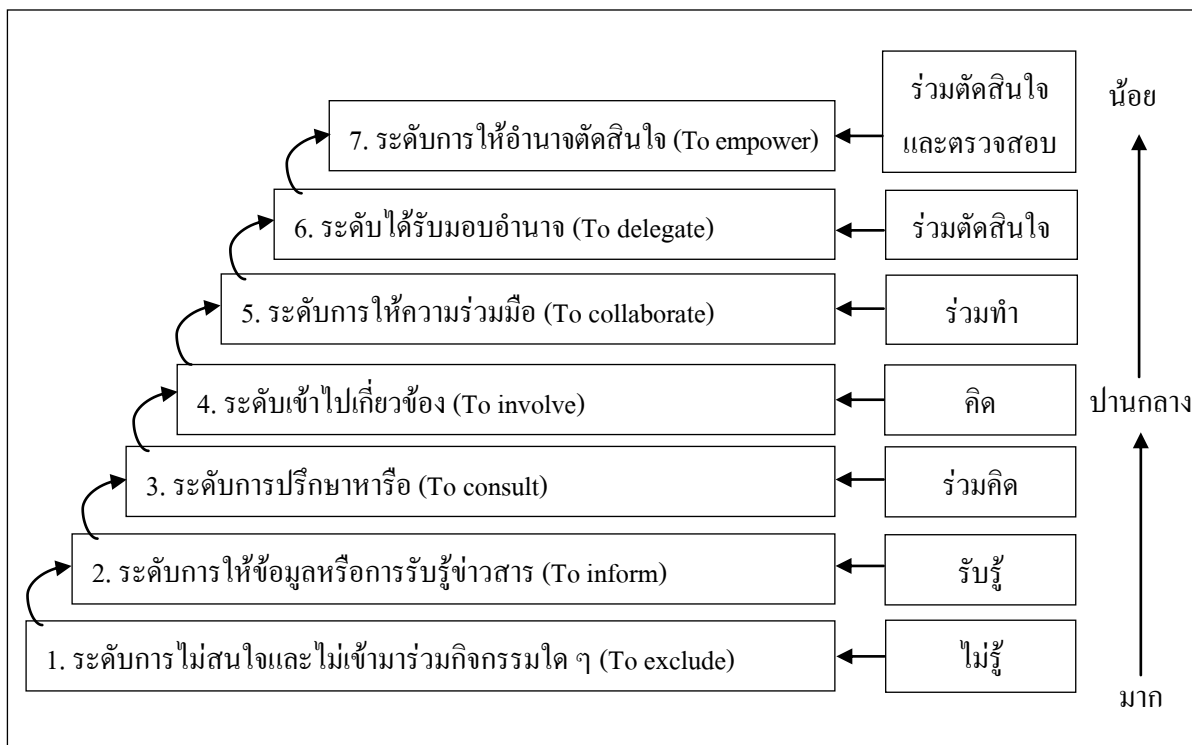 ร่วมตัดสินใจ
และตรวจสอบ
น้อย
7. ระดับการให้อำนาจตัดสินใจ (To empower)
6. ระดับได้รับมอบอำนาจ (To delegate)
ร่วมตัดสินใจ
5. ระดับการให้ความร่วมมือ (To collaborate)
ร่วมทำ
4. ระดับเข้าไปเกี่ยวข้อง (To involve)
คิด
ปานกลาง
3. ระดับการปรึกษาหารือ (To consult)
ร่วมคิด
2. ระดับการให้ข้อมูลหรือการรับรู้ข่าวสาร (To inform)
รับรู้
1. ระดับการไม่สนใจและไม่เข้ามาร่วมกิจกรรมใด ๆ (To exclude)
ไม่รู้
มาก